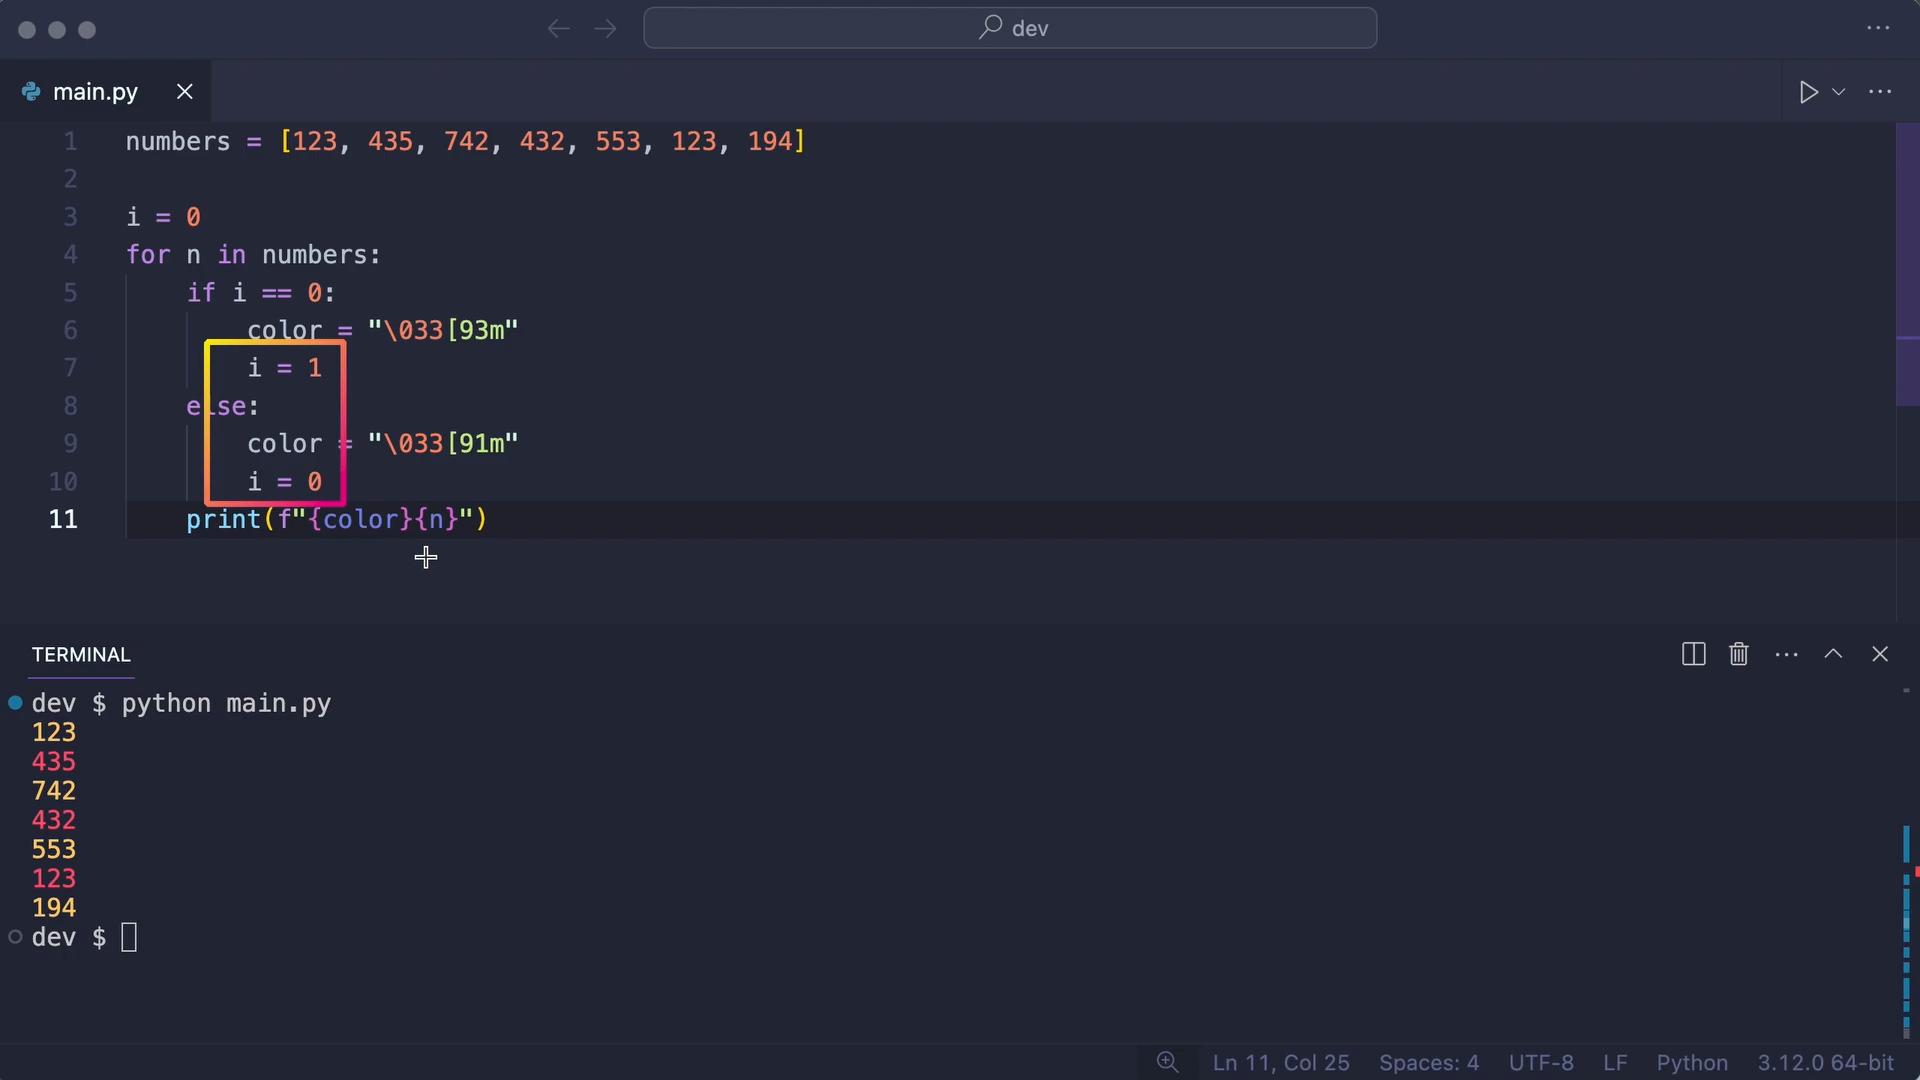 dev
main.py
1 numbers = [123, 435, 742, 432, 553, 123, 194]
2
3 i = 0
4 for n in numbers:
5 if i == 0:
6 color = "\033[93m"
7 i = 1
8 else:
9 color = "\033[91m"
10 i = 0
11 print(f"{color}{n}")
TERMINAL
dev $ python main.py
123
435
742
432
553
123
194
dev $
Ln 11, Col 25 Spaces: 4 UTF-8 LF Python 3.12.0 64-bit